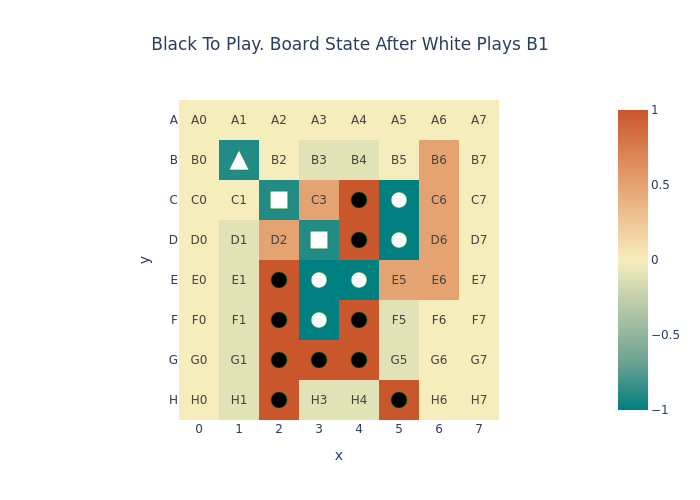 Black To Play. Board State After White Plays B1
A A0 A1 A2 A3 A4 A5 A6 A7
B B0 B2 B3 B4 B5 B6 B7
C C0 C1 C3 C6 C7
D D0 D1 D2 D6 D7
E E0 E1 E5 E6 E7
F F0 F1 F5 F6 F7
G G0 G1 G5 G6 G7
H H0 H1 H3 H4 H6 H7
0 1 2 3 4 5 6 7
x
y
1
0.5
0
−0.5
−1